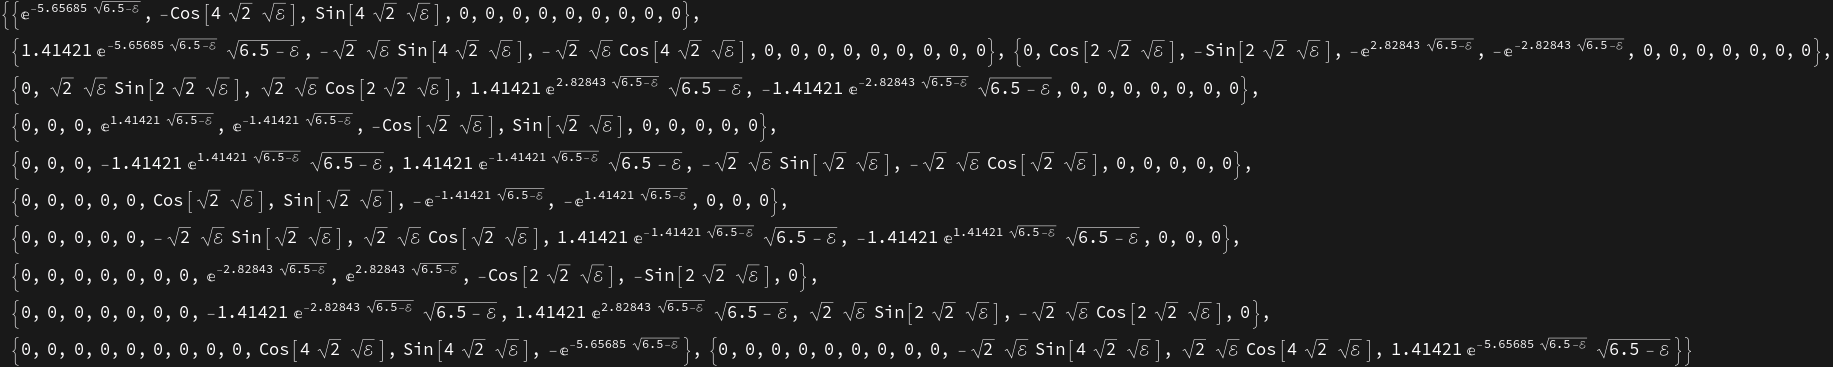 {{ⅇ^(-5.65685 √(6.5-ℰ)), -Cos[4 √2 √ℰ], Sin[4 √2 √ℰ], 0, 0, 0, 0, 0, 0, 0, 0, 0},
{1.41421 ⅇ^(-5.65685 √(6.5-ℰ)) √(6.5 - ℰ), -√2 √ℰ Sin[4 √2 √ℰ], -√2 √ℰ Cos[4 √2 √ℰ], 0, 0, 0, 0, 0, 0, 0, 0, 0}, {0, Cos[2 √2 √ℰ], -Sin[2 √2 √ℰ], -ⅇ^(2.82843 √(6.5-ℰ)), -ⅇ^(-2.82843 √(6.5-ℰ)), 0, 0, 0, 0, 0, 0, 0},
{0, √2 √ℰ Sin[2 √2 √ℰ], √2 √ℰ Cos[2 √2 √ℰ], 1.41421 ⅇ^(2.82843 √(6.5-ℰ)) √(6.5 - ℰ), -1.41421 ⅇ^(-2.82843 √(6.5-ℰ)) √(6.5 - ℰ), 0, 0, 0, 0, 0, 0, 0},
{0, 0, 0, ⅇ^(1.41421 √(6.5-ℰ)), ⅇ^(-1.41421 √(6.5-ℰ)), -Cos[√2 √ℰ], Sin[√2 √ℰ], 0, 0, 0, 0, 0},
{0, 0, 0, -1.41421 ⅇ^(1.41421 √(6.5-ℰ)) √(6.5 - ℰ), 1.41421 ⅇ^(-1.41421 √(6.5-ℰ)) √(6.5 - ℰ), -√2 √ℰ Sin[√2 √ℰ], -√2 √ℰ Cos[√2 √ℰ], 0, 0, 0, 0, 0},
{0, 0, 0, 0, 0, Cos[√2 √ℰ], Sin[√2 √ℰ], -ⅇ^(-1.41421 √(6.5-ℰ)), -ⅇ^(1.41421 √(6.5-ℰ)), 0, 0, 0},
{0, 0, 0, 0, 0, -√2 √ℰ Sin[√2 √ℰ], √2 √ℰ Cos[√2 √ℰ], 1.41421 ⅇ^(-1.41421 √(6.5-ℰ)) √(6.5 - ℰ), -1.41421 ⅇ^(1.41421 √(6.5-ℰ)) √(6.5 - ℰ), 0, 0, 0},
{0, 0, 0, 0, 0, 0, 0, ⅇ^(-2.82843 √(6.5-ℰ)), ⅇ^(2.82843 √(6.5-ℰ)), -Cos[2 √2 √ℰ], -Sin[2 √2 √ℰ], 0},
{0, 0, 0, 0, 0, 0, 0, -1.41421 ⅇ^(-2.82843 √(6.5-ℰ)) √(6.5 - ℰ), 1.41421 ⅇ^(2.82843 √(6.5-ℰ)) √(6.5 - ℰ), √2 √ℰ Sin[2 √2 √ℰ], -√2 √ℰ Cos[2 √2 √ℰ], 0},
{0, 0, 0, 0, 0, 0, 0, 0, 0, Cos[4 √2 √ℰ], Sin[4 √2 √ℰ], -ⅇ^(-5.65685 √(6.5-ℰ))}, {0, 0, 0, 0, 0, 0, 0, 0, 0, -√2 √ℰ Sin[4 √2 √ℰ], √2 √ℰ Cos[4 √2 √ℰ], 1.41421 ⅇ^(-5.65685 √(6.5-ℰ)) √(6.5 - ℰ)}}